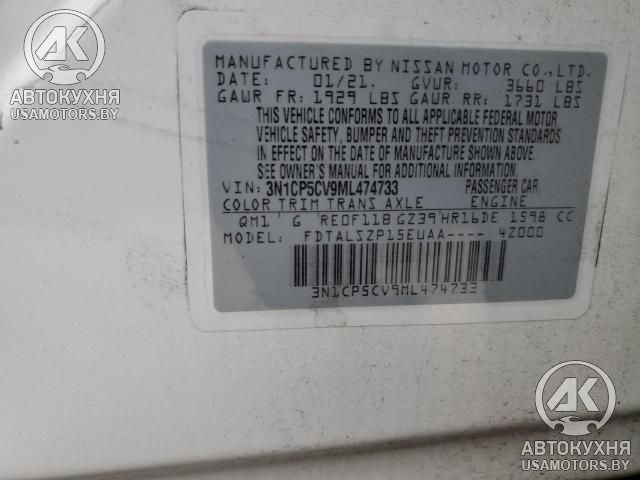 MANUFACTURED BY NISSAN MOTOR CO.,LTD.
DATE: 01/21. GVWR: 3660 LBS
GAWR FR: 1929 LBS GAWR RR: 1731 LBS
THIS VEHICLE CONFORMS TO ALL APPLICABLE FEDERAL MOTOR
VEHICLE SAFETY, BUMPER AND THEFT PREVENTION STANDARDS
IN EFFECT ON THE DATE OF MANUFACTURE SHOWN ABOVE.
SEE OWNER'S MANUAL FOR ADDITIONAL INFORMATION.
VIN: 3N1CP5CV9ML474733 PASSENGER CAR.
COLOR TRIM TRANS AXLE ENGINE
QM1 G RE0F11B GZ39 HR16DE 1598 CC
FDTALSZP15EUAA---- 42000
3N1CP5CV9ML474733
АК
АВТОКУХНЯ
USAMOTORS.BY
АК
АВТОКУХНЯ
USAMOTORS.BY
АК
АВТОКУХНЯ
USAMOTORS.BY